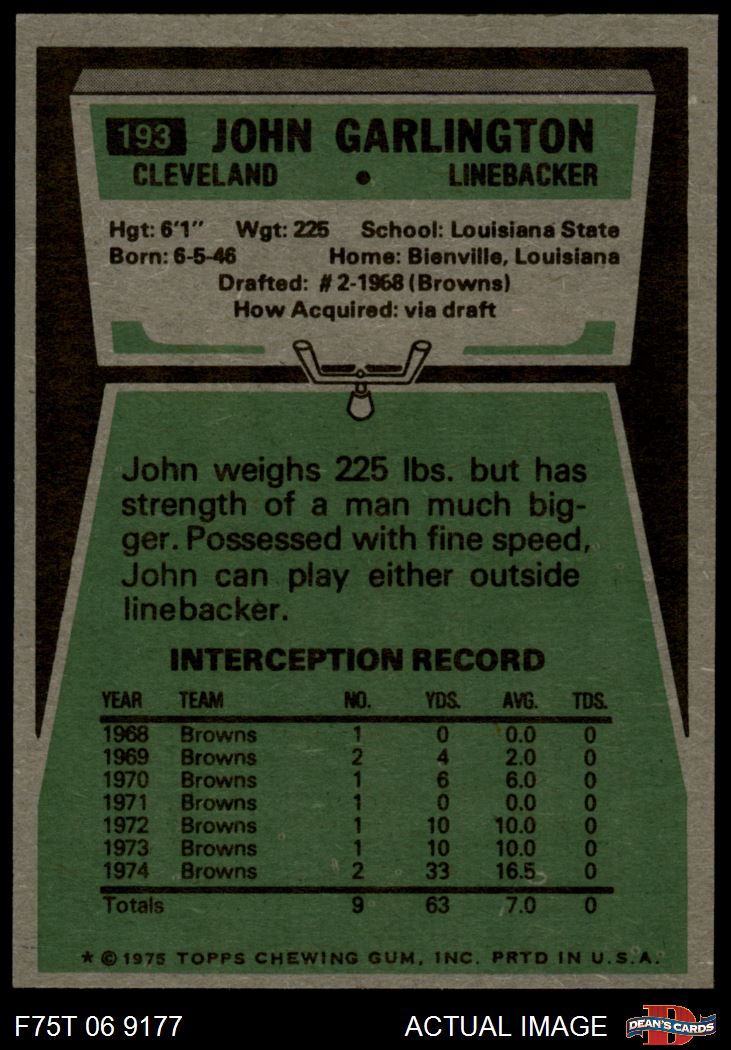 193 JOHN GARLINGTON
CLEVELAND • LINEBACKER
Hgt: 6'1" Wgt: 225 School: Louisiana State
Born: 6-5-46 Home: Bienville, Louisiana
Drafted: #2-1968 (Browns)
How Acquired: via draft
John weighs 225 lbs. but has
strength of a man much big-
ger. Possessed with fine speed,
John can play either outside
linebacker.
INTERCEPTION RECORD
YEAR TEAM NO. YDS. AVG. TDS.
1968 Browns 1 0 0.0 0
1969 Browns 2 4 2.0 0
1970 Browns 1 6 6.0 0
1971 Browns 1 0 0.0 0
1972 Browns 1 10 10.0 0
1973 Browns 1 10 10.0 0
1974 Browns 2 33 16.5 0
Totals 9 63 7.0 0
* © 1975 TOPPS CHEWING GUM, INC. PRTD IN U.S.A.
F75T 06 9177 ACTUAL IMAGE DEAN'S CARDS